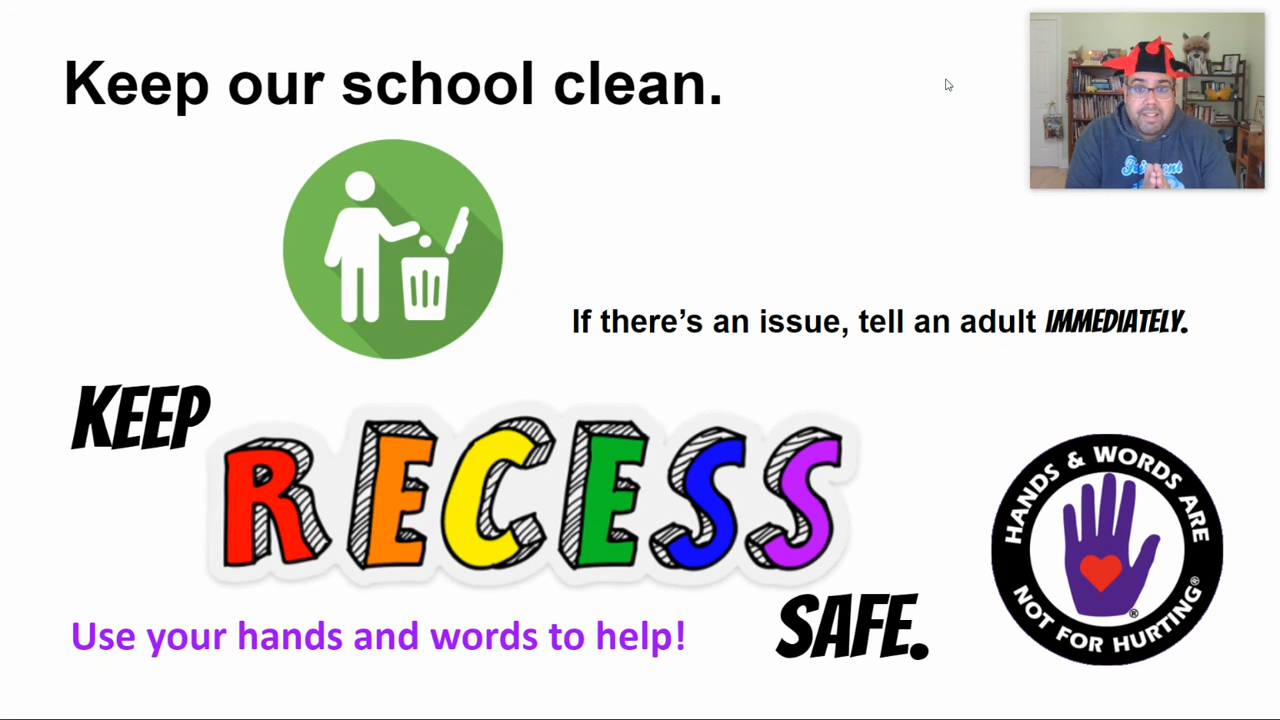 Keep our school clean.
If there’s an issue, tell an adult IMMEDIATELY.
KEEP
RECESS
SAFE.
Use your hands and words to help!
HANDS & WORDS ARE
NOT FOR HURTING®
®